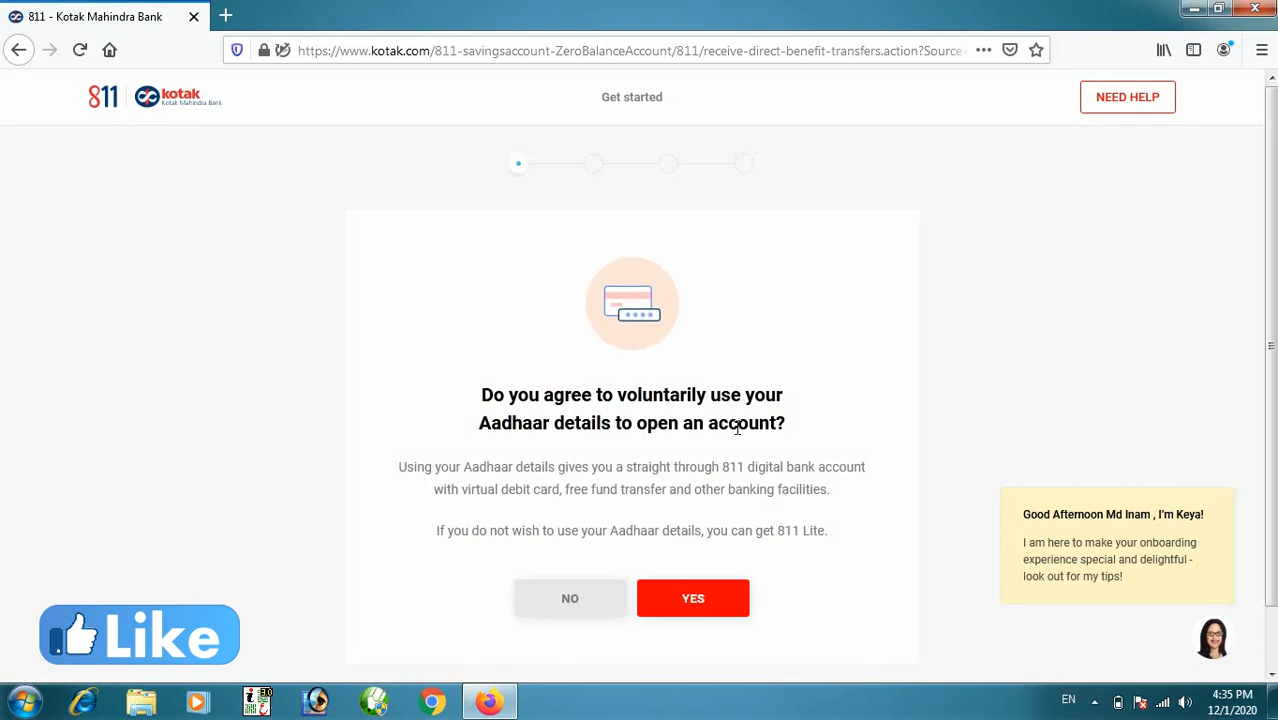 811 - Kotak Mahindra Bank
https://www.kotak.com/811-savingsaccount-ZeroBalanceAccount/811/receive-direct-benefit-transfers.action?Source=
811 kotak
Kotak Mahindra Bank
Get started
NEED HELP
Do you agree to voluntarily use your
Aadhaar details to open an account?
Using your Aadhaar details gives you a straight through 811 digital bank account
with virtual debit card, free fund transfer and other banking facilities.
If you do not wish to use your Aadhaar details, you can get 811 Lite.
NO
YES
Good Afternoon Md Inam , I'm Keya!
I am here to make your onboarding
experience special and delightful -
look out for my tips!
Like
EN
4:35 PM
12/1/2020